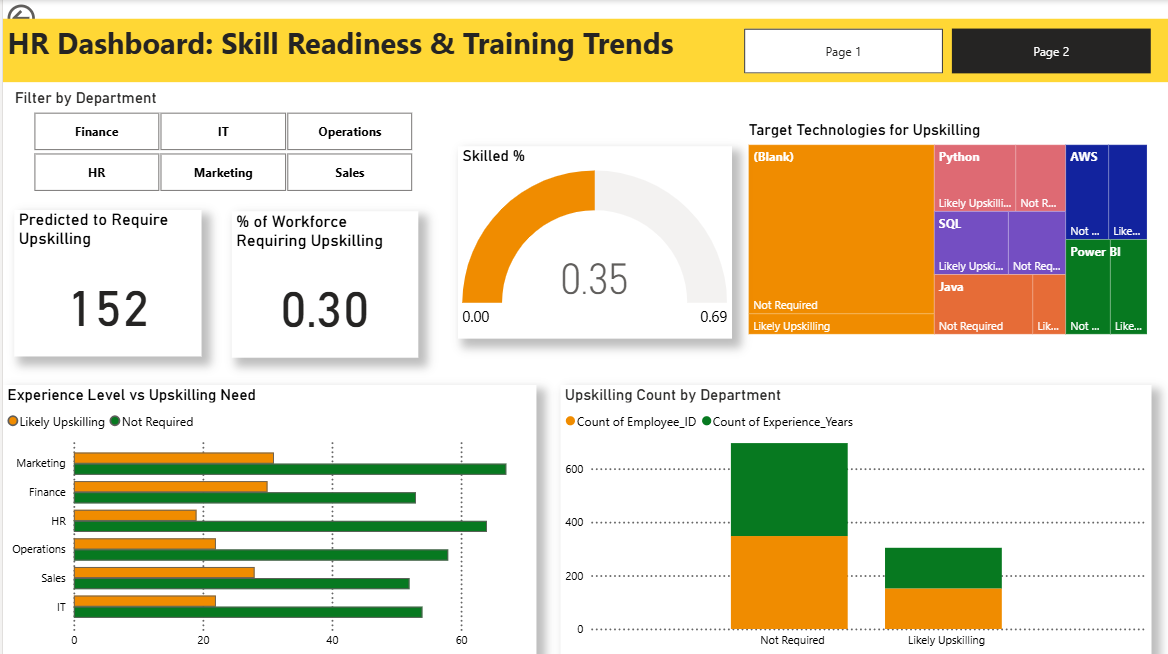 HR Dashboard: Skill Readiness & Training Trends
Page 1
Page 2
Filter by Department
Finance
IT
Operations
HR
Marketing
Sales
Predicted to Require
Upskilling
152
% of Workforce
Requiring Upskilling
0.30
Skilled %
0.35
0.00
0.69
Target Technologies for Upskilling
(Blank)
Not Required
Likely Upskilling
Python
Likely Upskilli...
Not R...
SQL
Likely Upski...
Not Req...
Java
Not Required
Lik...
AWS
Not ...
Like...
Power BI
Not ...
Like...
Experience Level vs Upskilling Need
Likely Upskilling
Not Required
Marketing
Finance
HR
Operations
Sales
IT
0
20
40
60
Upskilling Count by Department
Count of Employee_ID
Count of Experience_Years
600
400
200
0
Not Required
Likely Upskilling